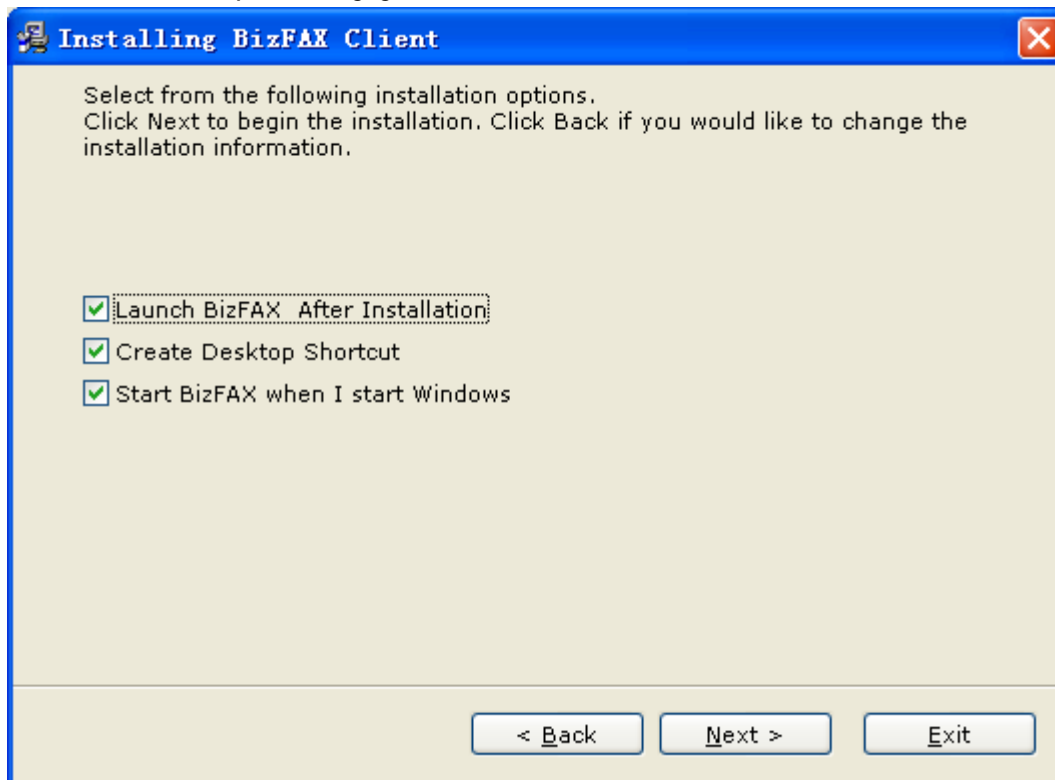 Installing BizFAX Client
Select from the following installation options.
Click Next to begin the installation. Click Back if you would like to change the
installation information.
Launch BizFAX  After Installation
Create Desktop Shortcut
Start BizFAX when I start Windows
< Back
Next >
Exit